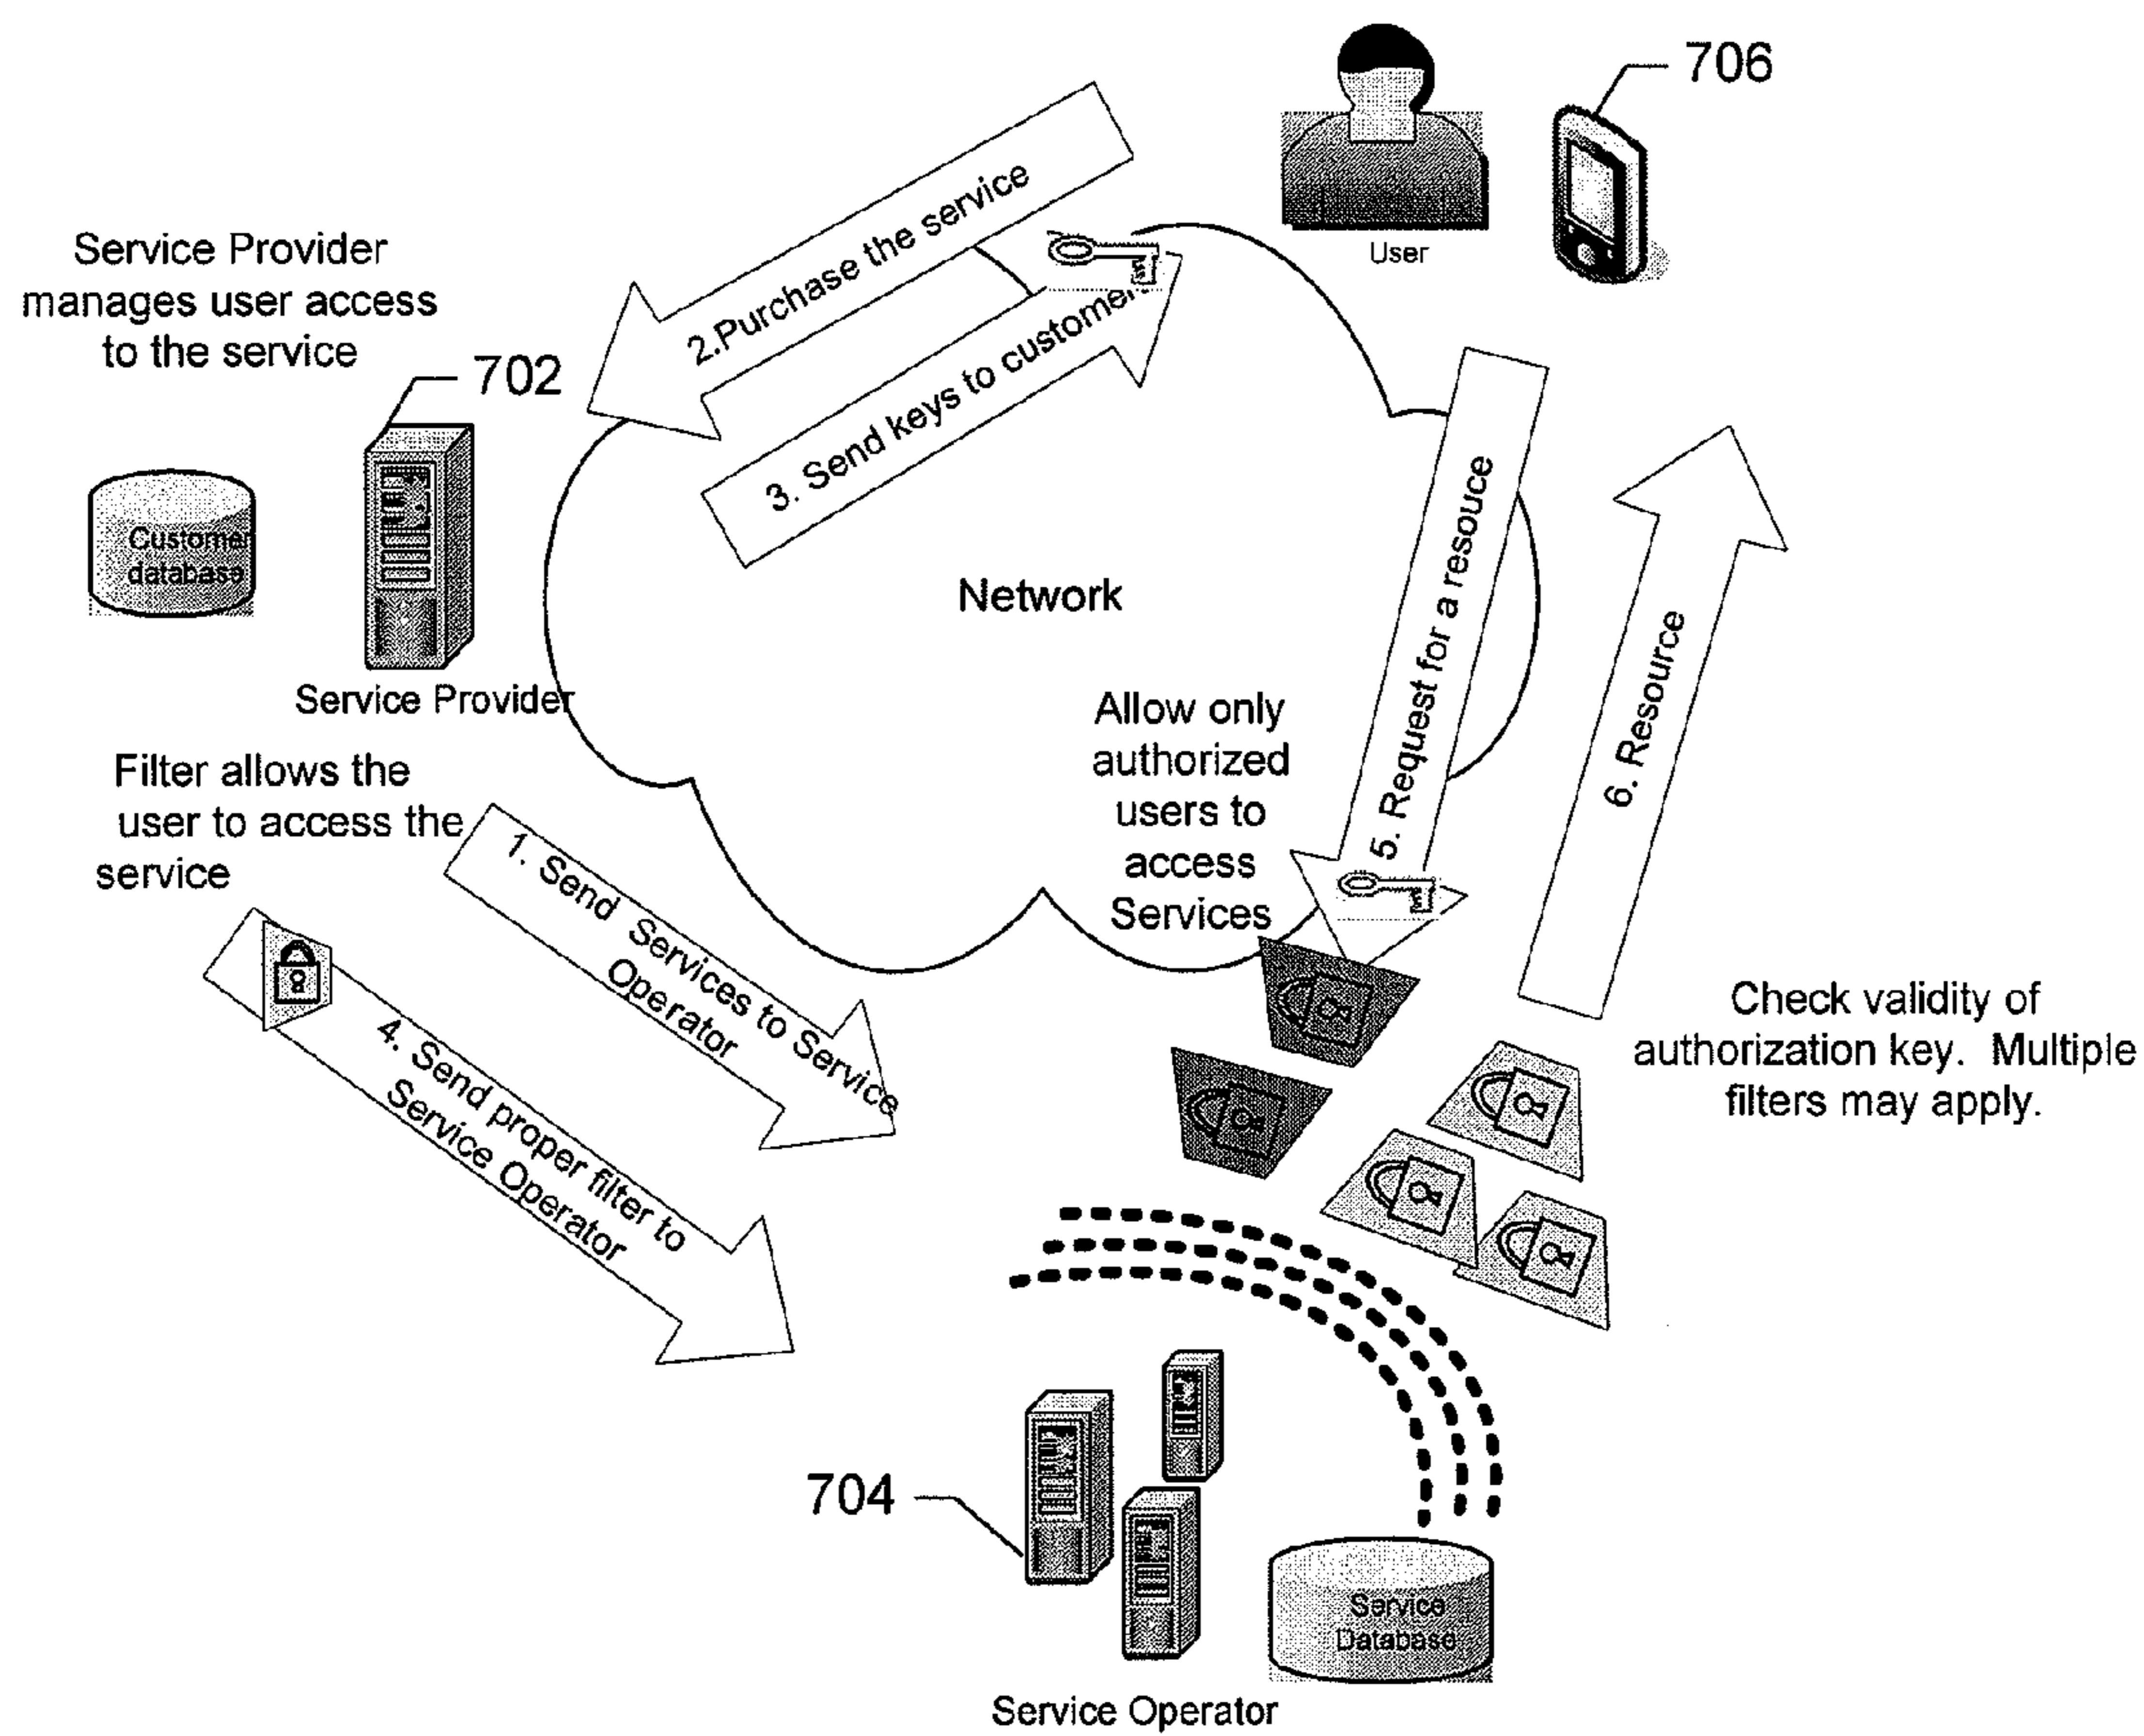 706
User
2.Purchase the service
3. Send keys to customer
Service Provider
manages user access
to the service
702
Customer
database
Service Provider
Network
5. Request for a resouce
6. Resource
Allow only
authorized
users to
access
Services
Filter allows the
user to access the
service
1. Send Services to Service
Operator
4. Send proper filter to
Service Operator
Check validity of
authorization key. Multiple
filters may apply.
704
Service
Database
Service Operator